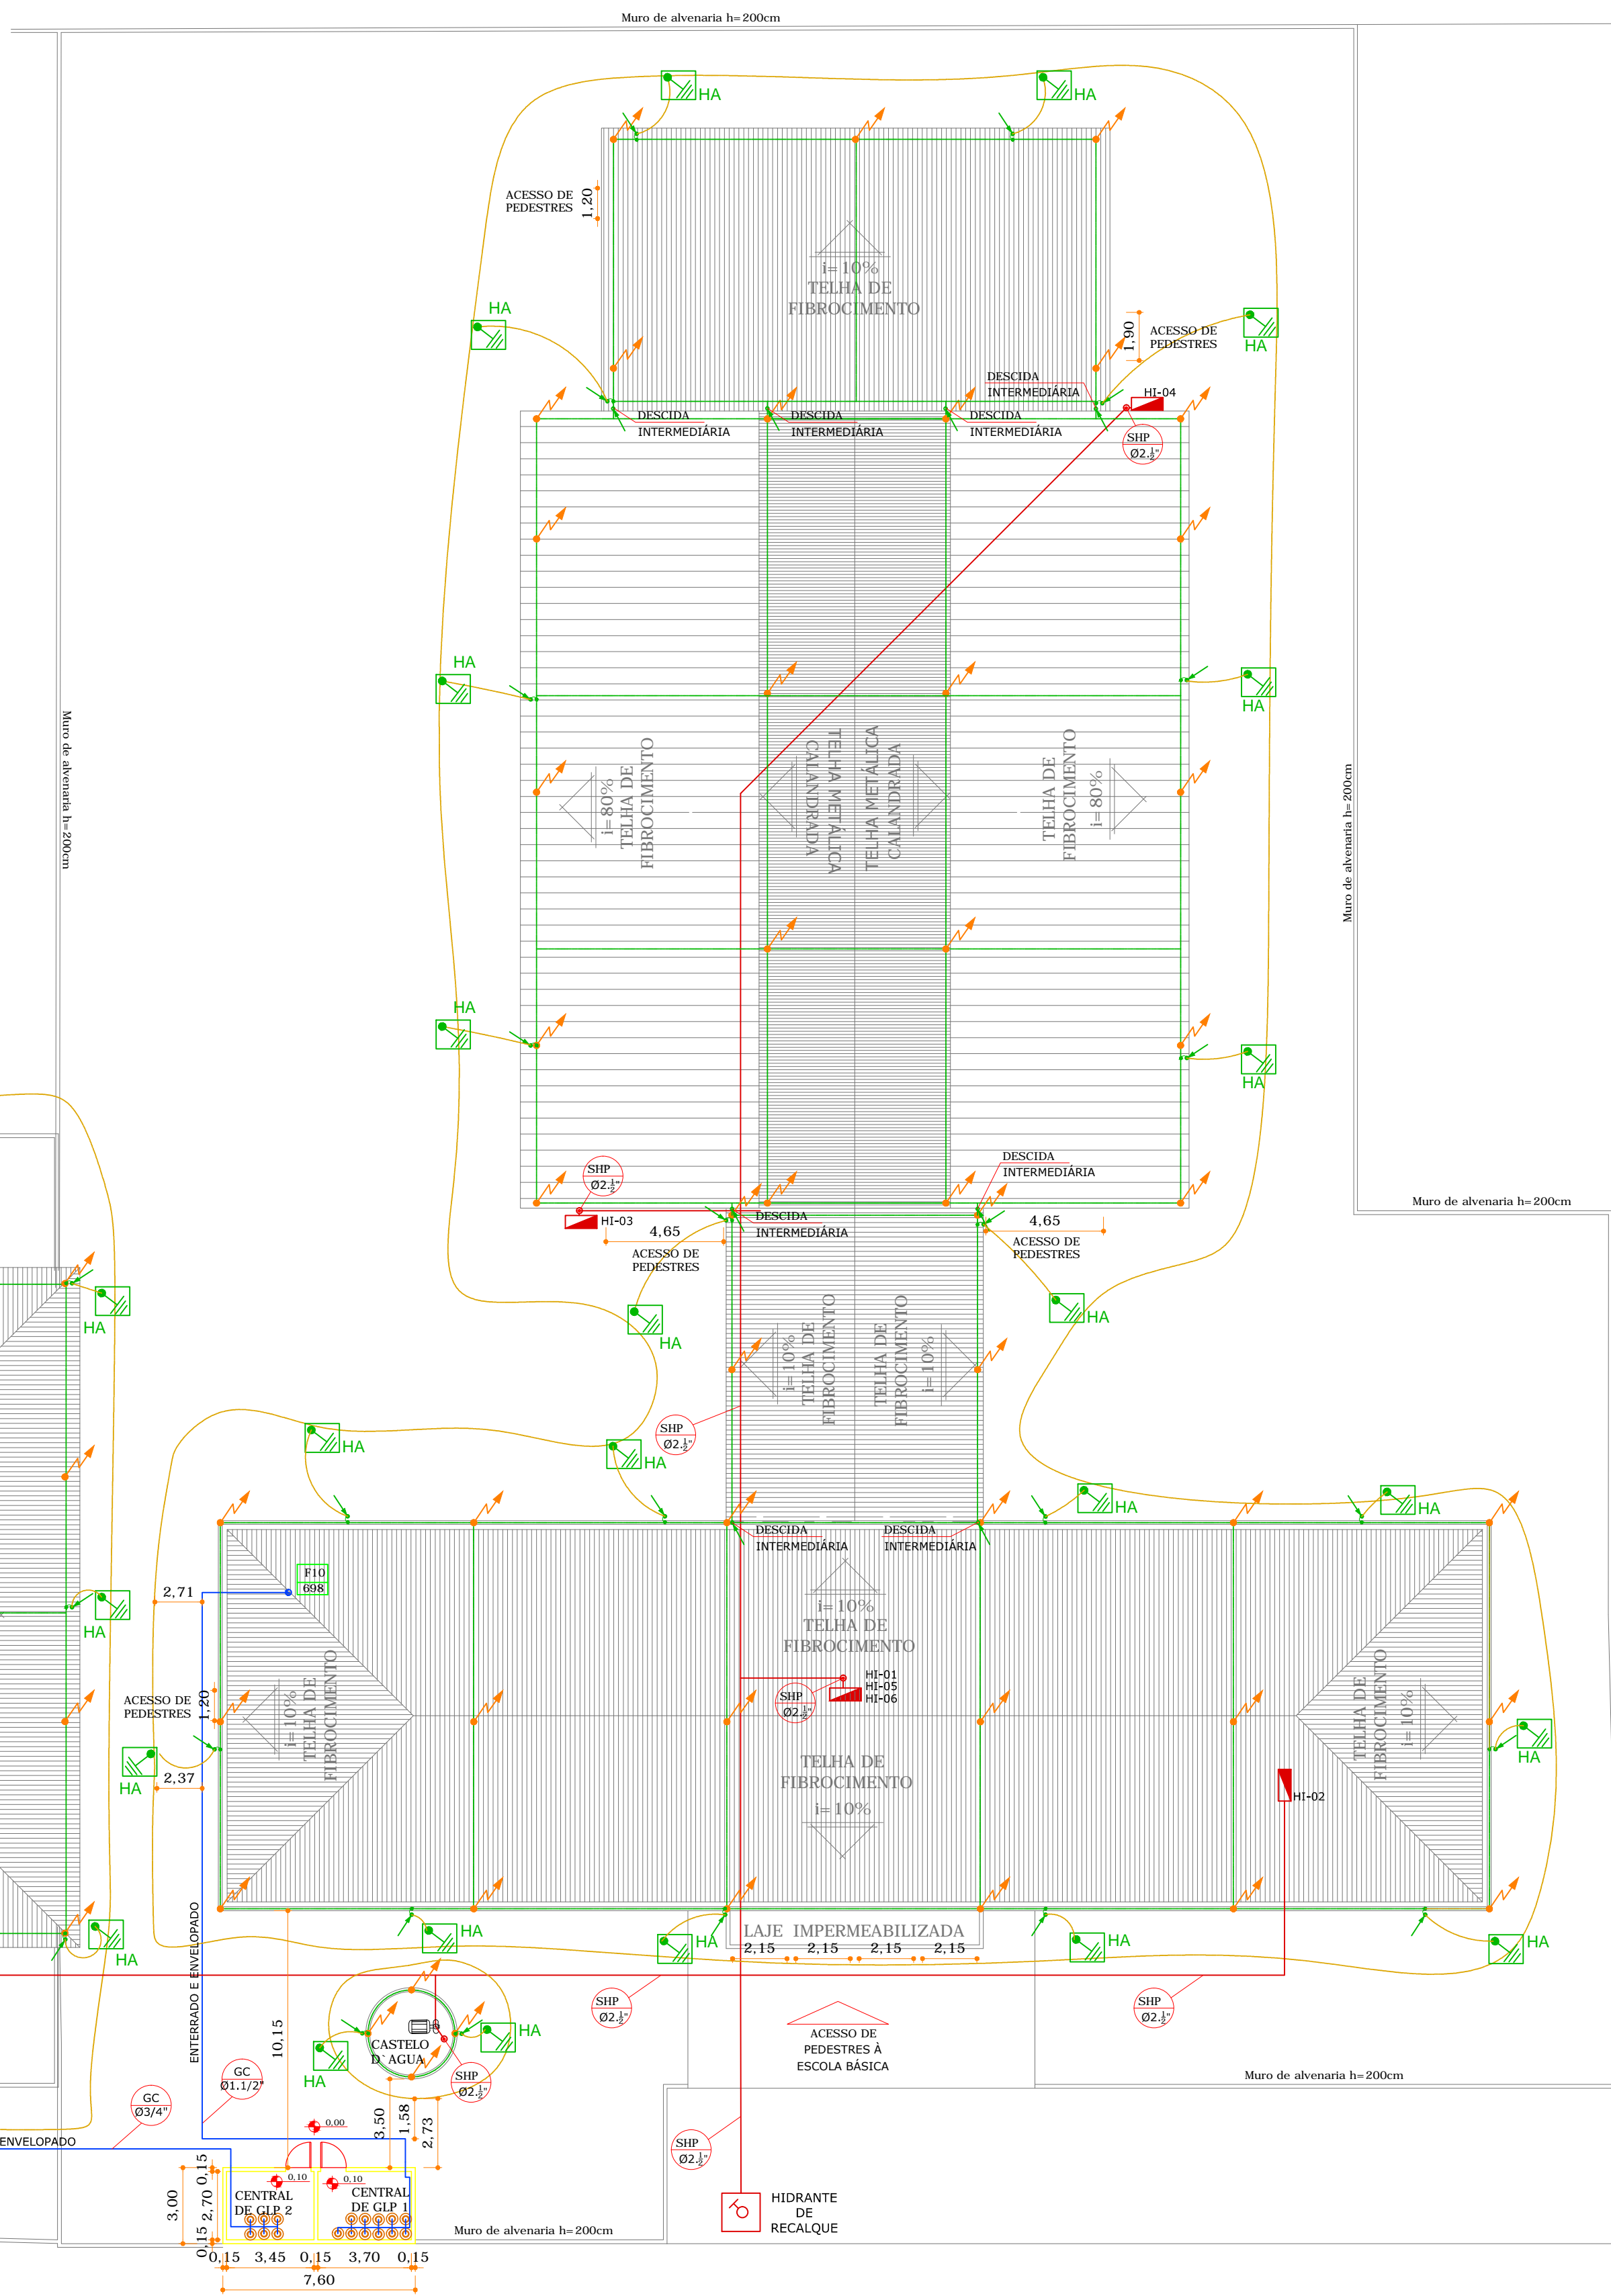 Muro de alvenaria h=200cm
HA
HA
ACESSO DE
PEDESTRES
1,20
i=10%
TELHA DE
FIBROCIMENTO
HA
HA
1,90
ACESSO DE
PEDESTRES
DESCIDA
INTERMEDIÁRIA
HI-04
DESCIDA
INTERMEDIÁRIA
DESCIDA
INTERMEDIÁRIA
DESCIDA
INTERMEDIÁRIA
SHP
Ø2.½"
HA
HA
Muro de alvenaria h=200cm
i=80%
TELHA DE
FIBROCIMENTO
CALANDRADA
TELHA METÁLICA
TELHA METÁLICA
CALANDRADA
TELHA DE
FIBROCIMENTO
i=80%
Muro de alvenaria h=200cm
HA
HA
SHP
Ø2.½"
DESCIDA
INTERMEDIÁRIA
Muro de alvenaria h=200cm
HI-03
DESCIDA
INTERMEDIÁRIA
4,65
4,65
ACESSO DE
PEDESTRES
ACESSO DE
PEDESTRES
HA
HA
HA
i=10%
TELHA DE
FIBROCIMENTO
TELHA DE
FIBROCIMENTO
i=10%
SHP
Ø2.½"
HA
HA
HA
HA
DESCIDA
INTERMEDIÁRIA
DESCIDA
INTERMEDIÁRIA
F10
698
2,71
HA
i=10%
TELHA DE
FIBROCIMENTO
HI-01
HI-05
HI-06
SHP
Ø2.½"
ACESSO DE
PEDESTRES
1,20
i=10%
TELHA DE
FIBROCIMENTO
TELHA DE
FIBROCIMENTO
i=10%
HA
2,37
HA
TELHA DE
FIBROCIMENTO
i=10%
HI-02
ENTERRADO E ENVELOPADO
HA
HA
HA
LAJE IMPERMEABILIZADA
2,15
2,15
2,15
2,15
HA
HA
10,15
SHP
Ø2.½"
SHP
Ø2.½"
HA
CASTELO
D`AGUA
HA
ACESSO DE
PEDESTRES À
ESCOLA BÁSICA
GC
Ø1.1/2"
SHP
Ø2.½"
Muro de alvenaria h=200cm
GC
Ø3/4"
3,50
1,58
2,73
0.00
ENVELOPADO
SHP
Ø2.½"
0,15
0.10
0.10
3,00
2,70
CENTRAL
DE GLP 2
CENTRAL
DE GLP 1
HIDRANTE
DE
RECALQUE
0,15
Muro de alvenaria h=200cm
0,15
3,45
0,15
3,70
0,15
7,60